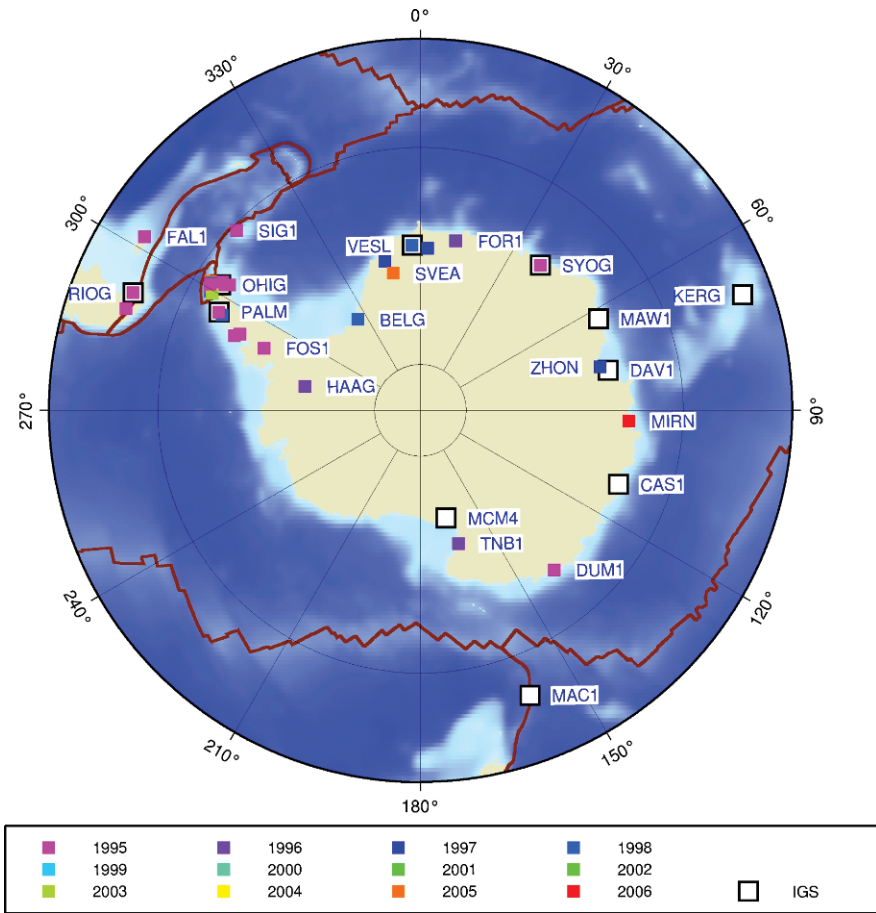 0°
330°
30°
300°
60°
FAL1
SIG1
VESL
FOR1
SVEA
SYOG
RIOG
OHIG
KERG
PALM
BELG
MAW1
FOS1
ZHON
DAV1
HAAG
270°
90°
MIRN
CAS1
MCM4
TNB1
DUM1
240°
120°
MAC1
210°
150°
180°
1995 1996 1997 1998
1999 2000 2001 2002
2003 2004 2005 2006 IGS